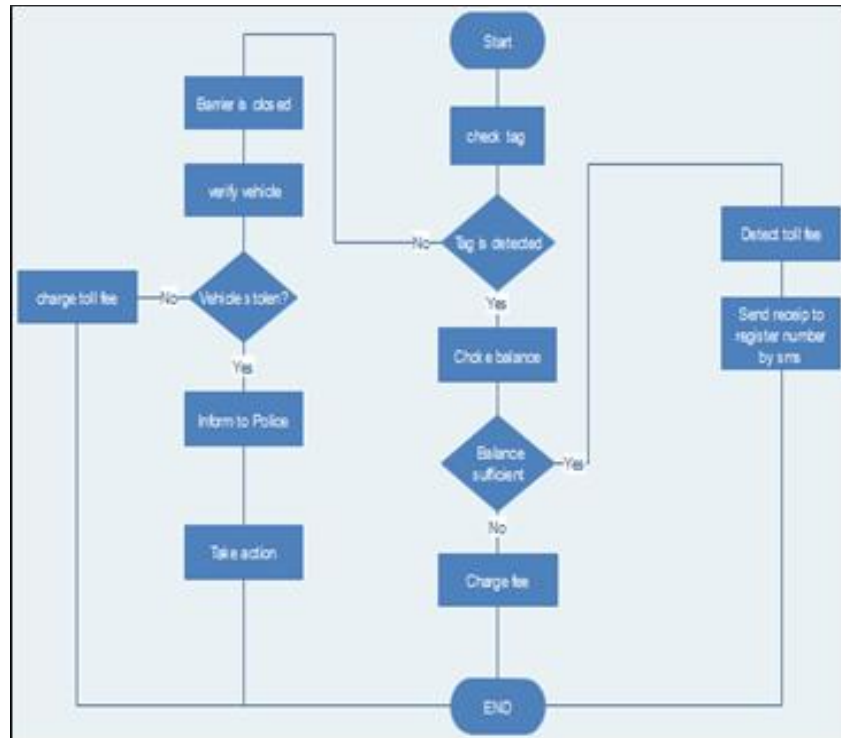 Start
check tag
Tag is detected
No
Barrier is closed
verify vehicle
Vehicle stolen?
No
charge toll fee
Yes
Inform to Police
Take action
Yes
Chcke balance
Balance
sufficient
Yes
Detect toll fee
Send receip to
register number
by sms
No
Charge fee
END